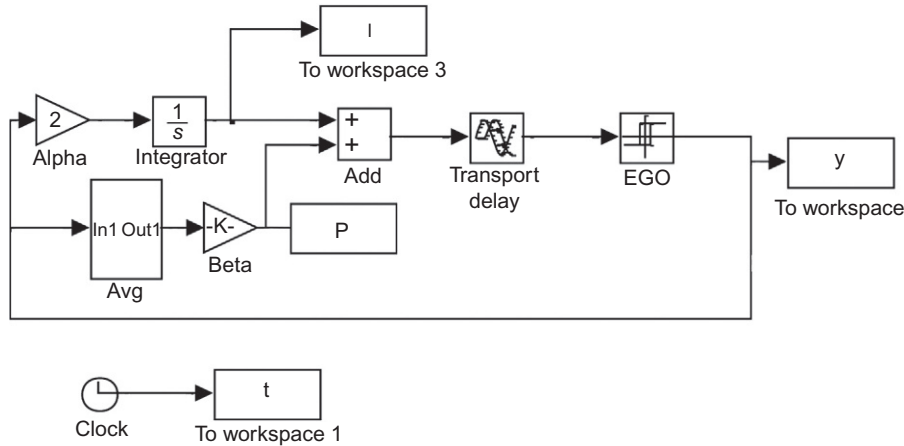 I
To workspace 3
2
Alpha
1
s
Integrator
+
+
Add
Transport
delay
EGO
y
To workspace
In1 Out1
Avg
-K-
Beta
P
Clock
t
To workspace 1